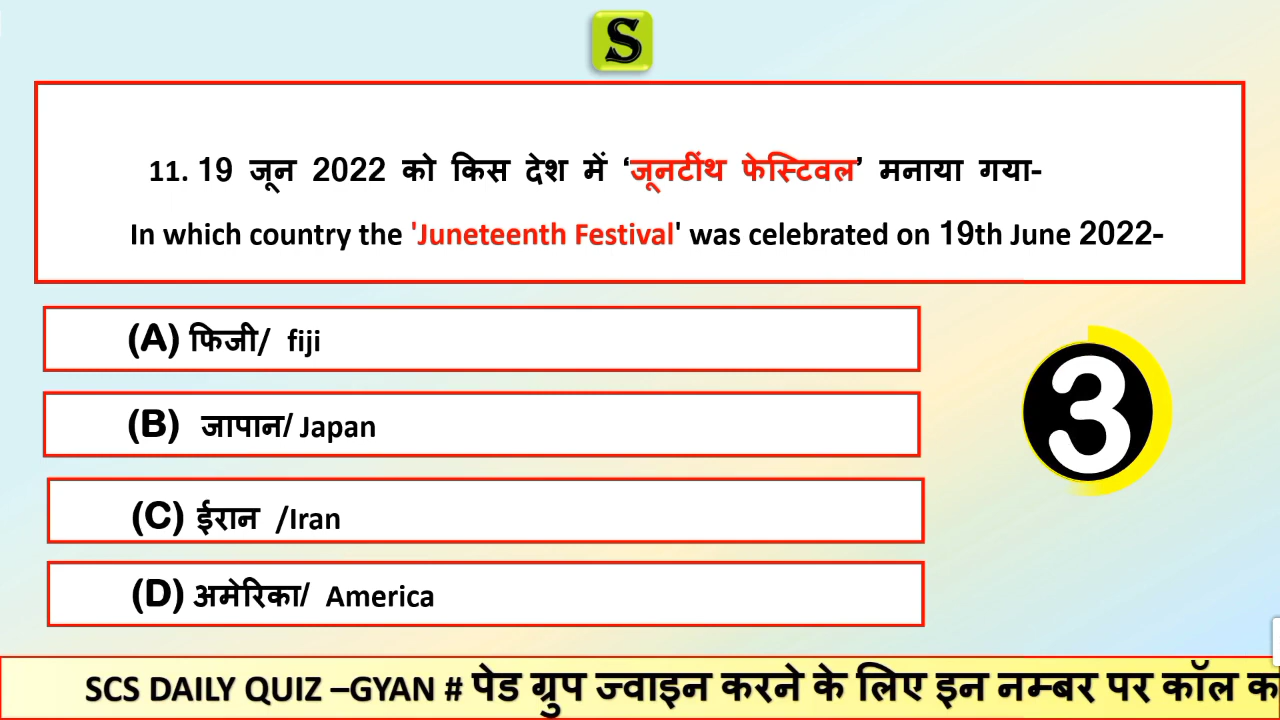 S
11. 19 जून 2022 को किस देश में ‘जूनटींथ फेस्टिवल’ मनाया गया-
In which country the 'Juneteenth Festival' was celebrated on 19th June 2022-
(A) फिजी/ fiji
(B) जापान/ Japan
3
(C) ईरान /Iran
(D) अमेरिका/ America
SCS DAILY QUIZ –GYAN # पेड ग्रुप ज्वाइन करने के लिए इन नम्बर पर कॉल क